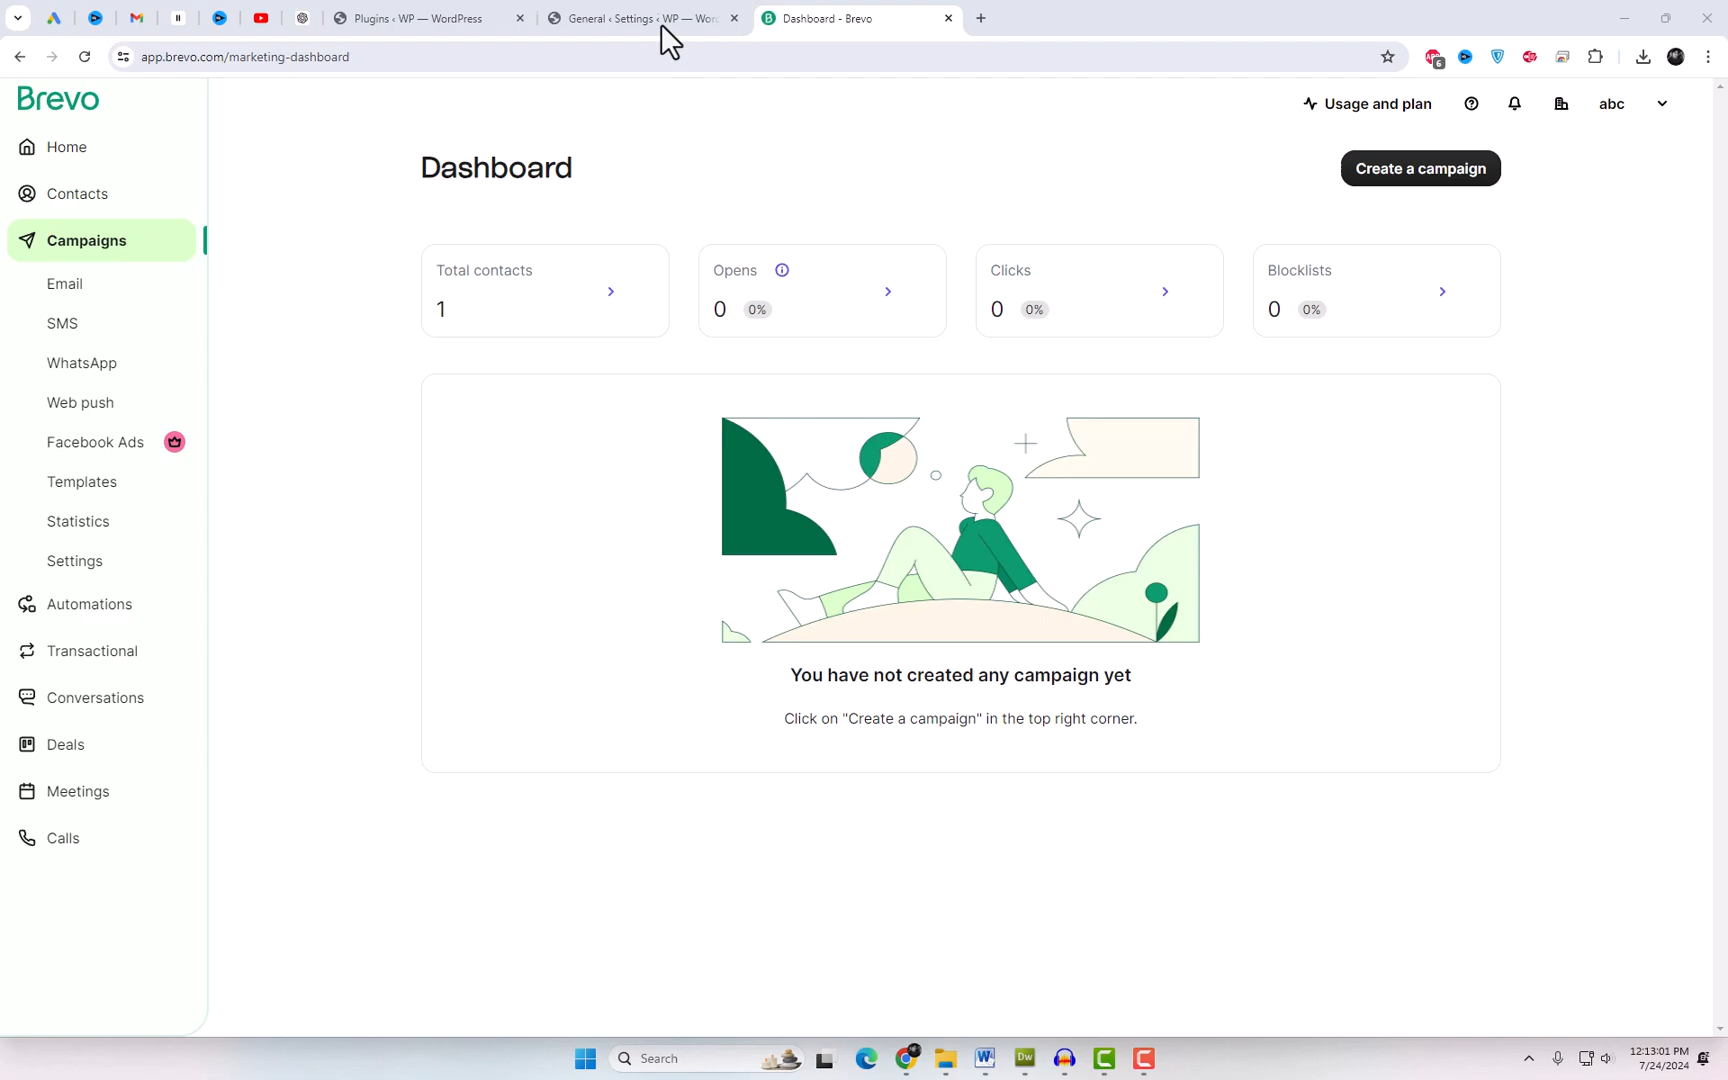 Plugins ‹ WP — WordPress
General ‹ Settings ‹ WP — Wor
Dashboard - Brevo
app.brevo.com/marketing-dashboard
6
Brevo
Usage and plan
abc
Home
Contacts
Campaigns
Email
SMS
WhatsApp
Web push
Facebook Ads
Templates
Statistics
Settings
Automations
Transactional
Conversations
Deals
Meetings
Calls
Dashboard
Create a campaign
Total contacts
1
Opens
0 0%
Clicks
0 0%
Blocklists
0 0%
You have not created any campaign yet
Click on "Create a campaign" in the top right corner.
Search
12:13:01 PM
7/24/2024